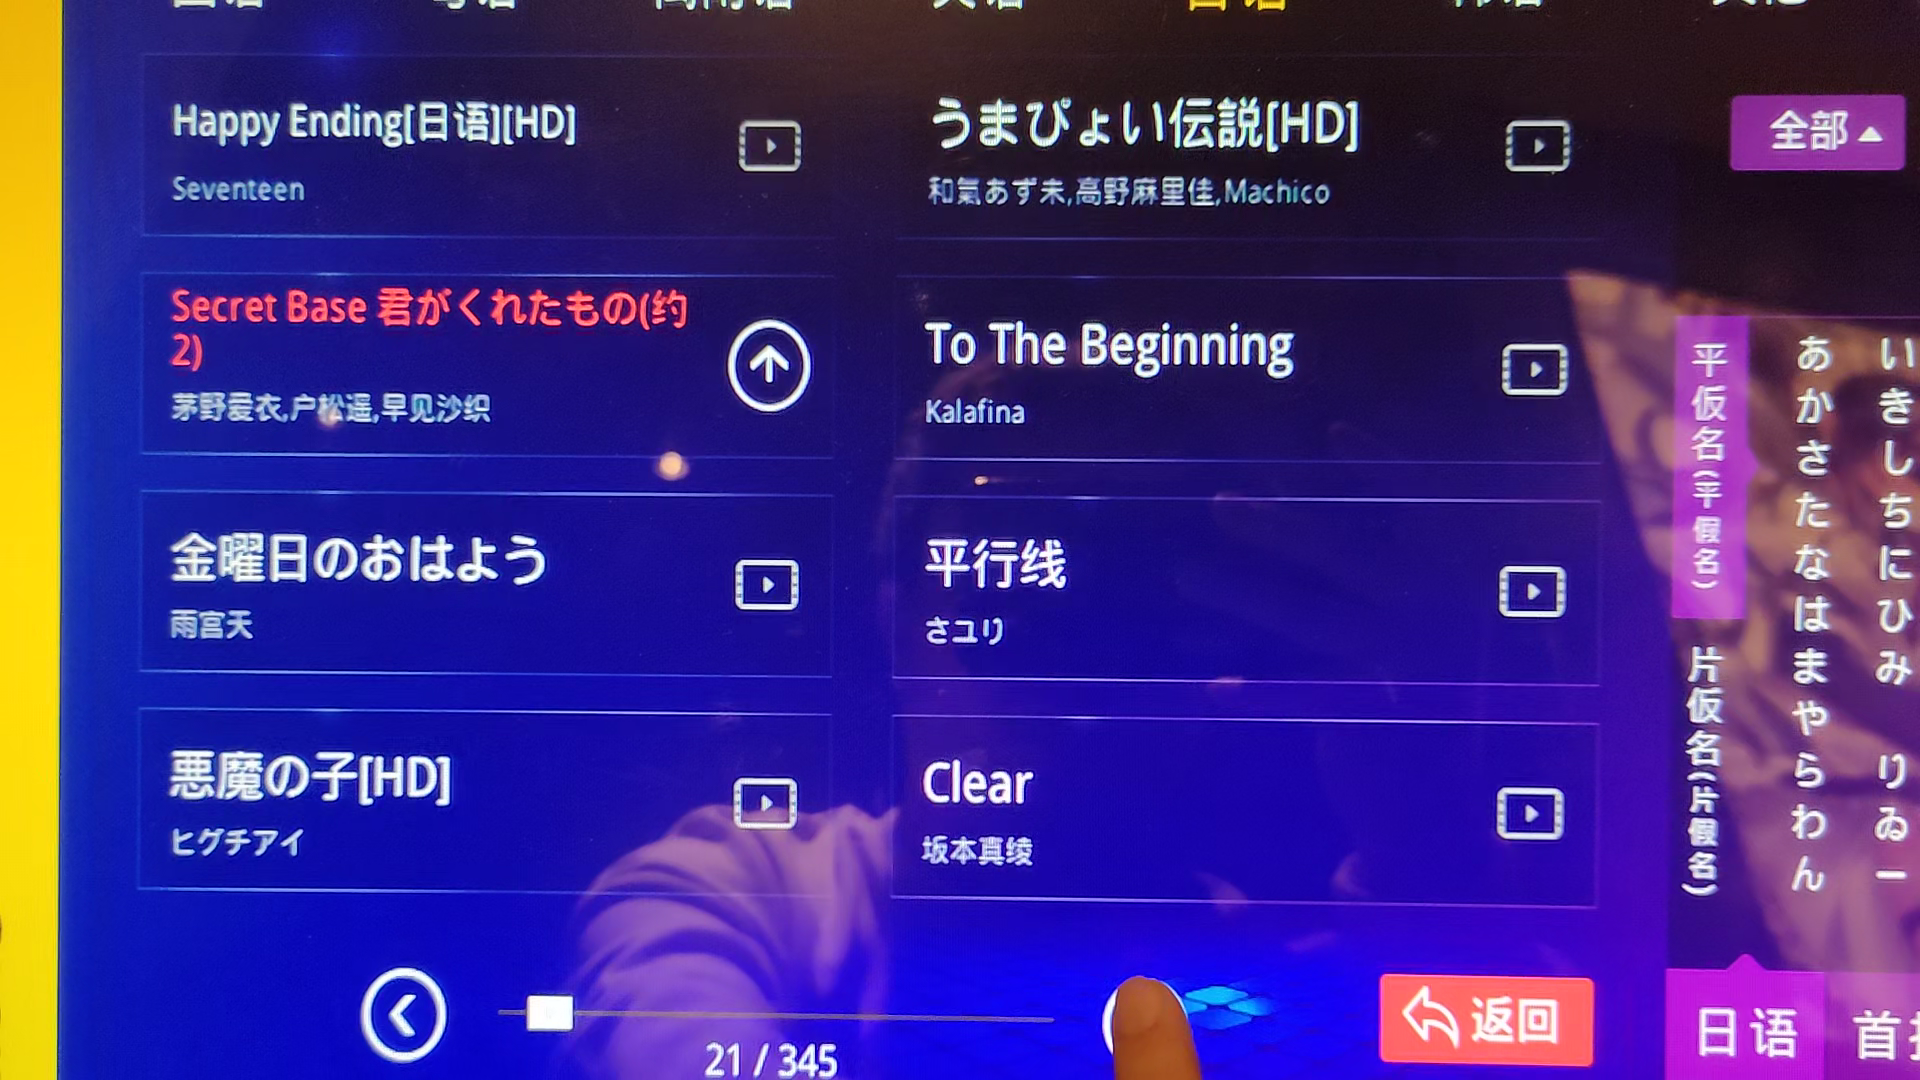 日语
Happy Ending[日语][HD]
Seventeen
うまぴょい伝説[HD]
和氣あず未,高野麻里佳,Machico
全部
Secret Base 君がくれたもの(约
2)
茅野爱衣,户松遥,早见沙织
To The Beginning
Kalafina
金曜日のおはよう
雨宫天
平行线
さユり
悪魔の子[HD]
ヒグチアイ
Clear
坂本真绫
平仮名(平假名)
片仮名(片假名)
あかさたなはまやらわん
いきしちにひみ りゐー
21 / 345
返回
日语
首